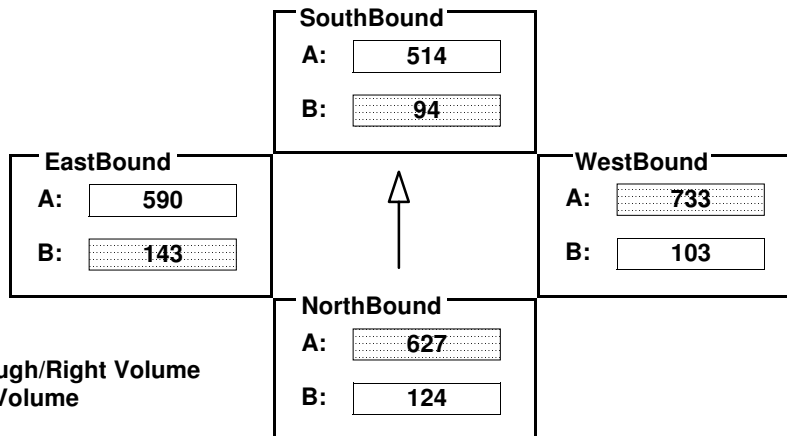 SouthBound
A: 514
B: 94
EastBound
A: 590
B: 143
WestBound
A: 733
B: 103
NorthBound
A: 627
B: 124
ugh/Right Volume
Volume